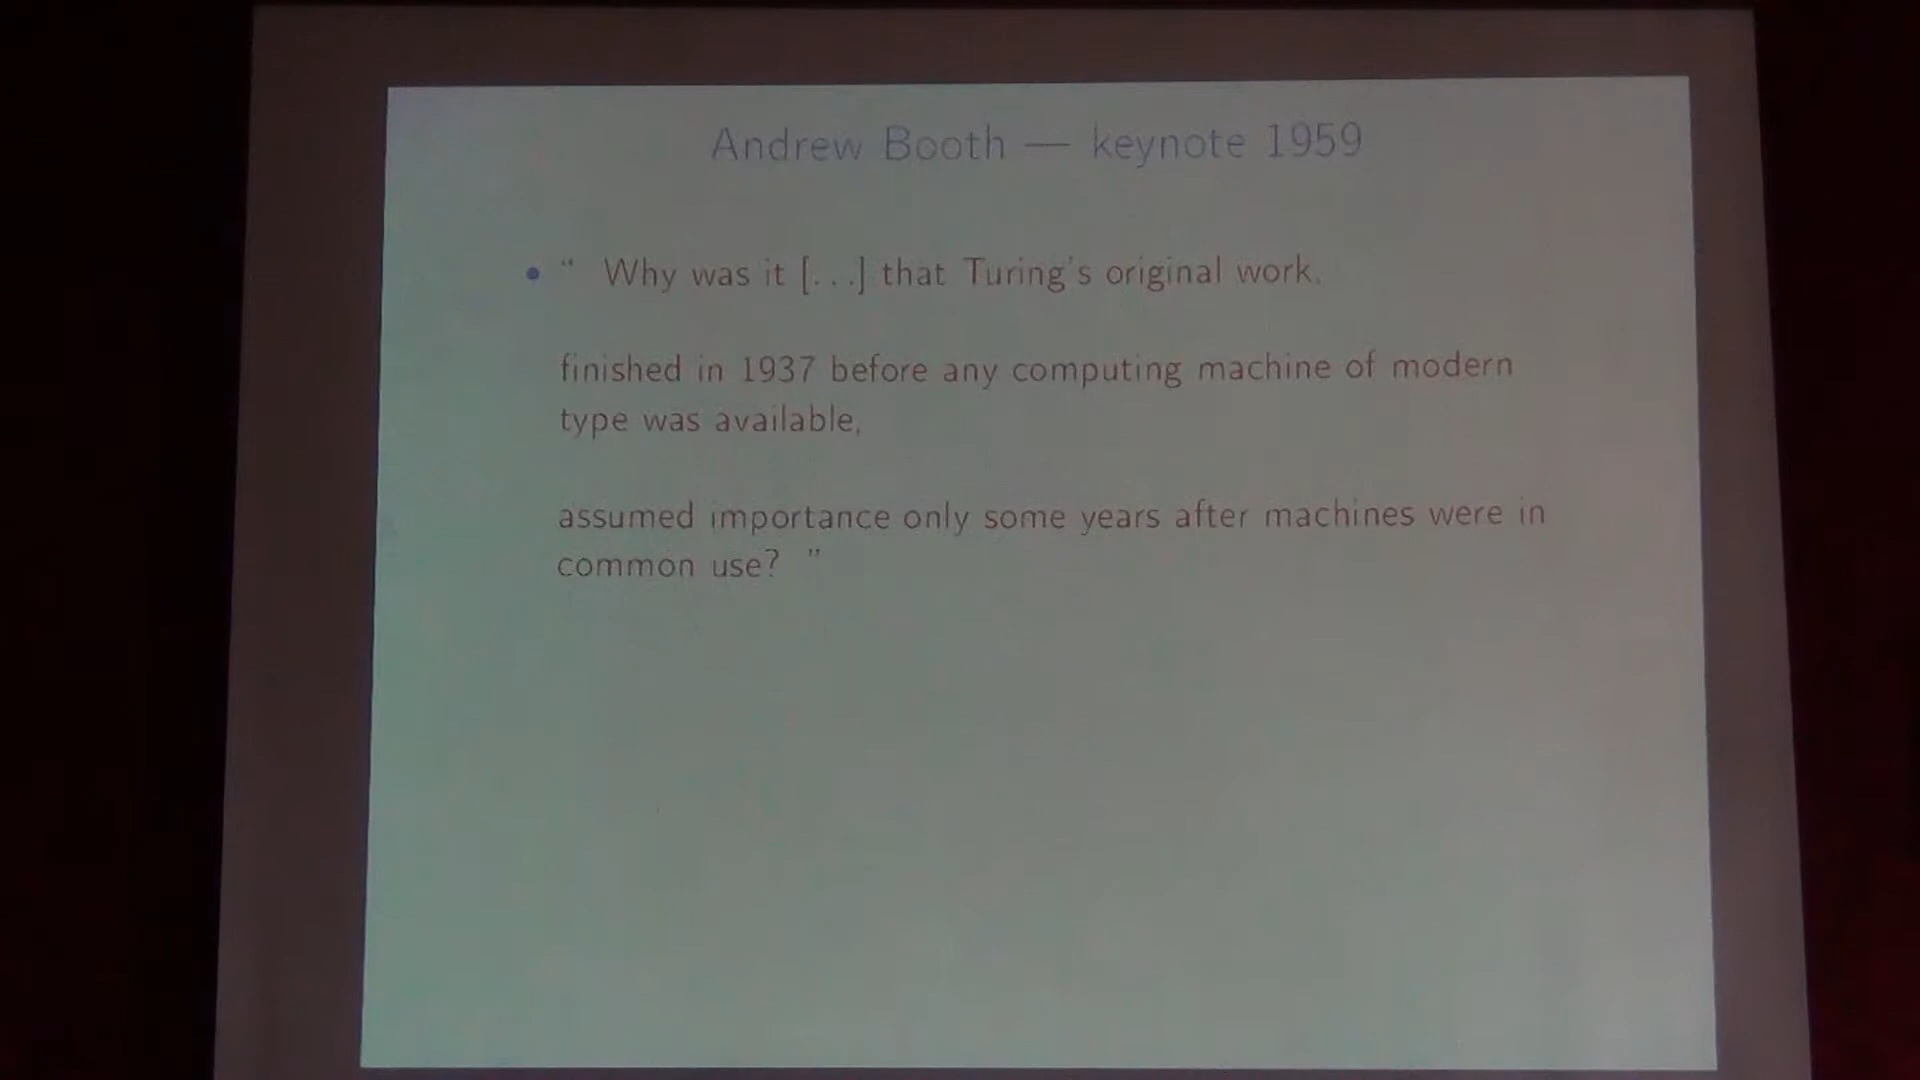 Andrew Booth — keynote 1959
• “ Why was it [. . .] that Turing's original work,
finished in 1937 before any computing machine of modern
type was available,
assumed importance only some years after machines were in
common use? ”